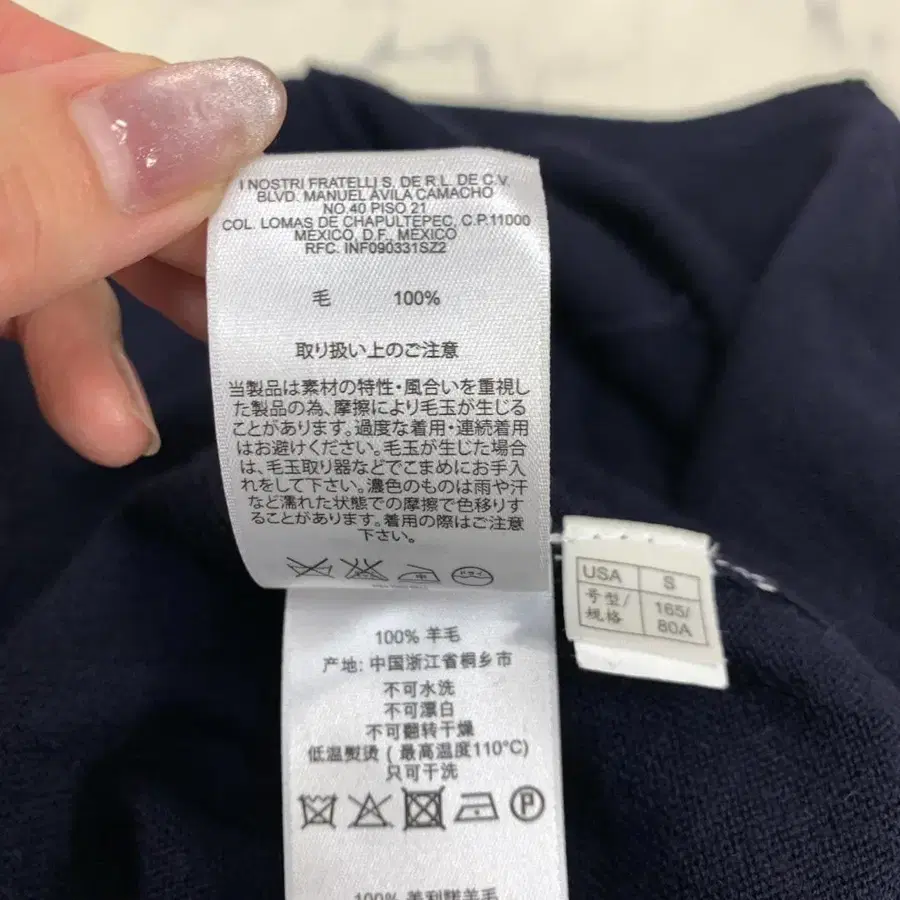 I NOSTRI FRATELLI S. DE R.L. DE C.V.
BLVD. MANUEL AVILA CAMACHO
NO.40 PISO 21
COL. LOMAS DE CHAPULTEPEC, C.P.11000
MEXICO, D.F., MEXICO
RFC. INF090331SZ2
毛 100%
取り扱い上のご注意
当製品は素材の特性・風合いを重視し
た製品の為、摩擦により毛玉が生じる
ことがあります。過度な着用・連続着用
はお避けください。毛玉が生じた場合
は、毛玉取り器などでこまめにお手入
れをして下さい。濃色のものは雨や汗
など濡れた状態での摩擦で色移りす
ることがあります。着用の際はご注意
下さい。
中 ドライ
USA S
号型/ 165/
规格 80A
100% 羊毛
产地: 中国浙江省桐乡市
不可水洗
不可漂白
不可翻转干燥
低温熨烫 ( 最高温度110°C)
只可干洗
P
100% 美利诺羊毛